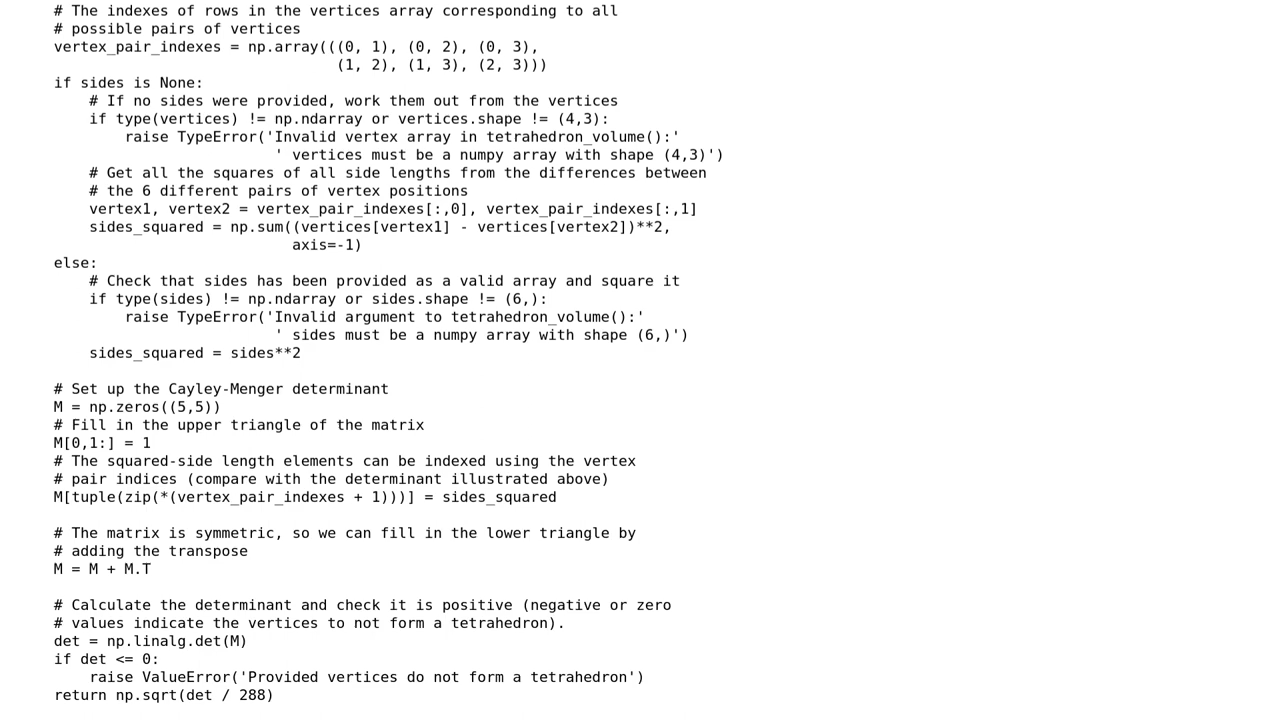 # The indexes of rows in the vertices array corresponding to all
# possible pairs of vertices
vertex_pair_indexes = np.array(((0, 1), (0, 2), (0, 3),
                                (1, 2), (1, 3), (2, 3)))
if sides is None:
    # If no sides were provided, work them out from the vertices
    if type(vertices) != np.ndarray or vertices.shape != (4,3):
        raise TypeError('Invalid vertex array in tetrahedron_volume():'
                         ' vertices must be a numpy array with shape (4,3)')
    # Get all the squares of all side lengths from the differences between
    # the 6 different pairs of vertex positions
    vertex1, vertex2 = vertex_pair_indexes[:,0], vertex_pair_indexes[:,1]
    sides_squared = np.sum((vertices[vertex1] - vertices[vertex2])**2,
                           axis=-1)
else:
    # Check that sides has been provided as a valid array and square it
    if type(sides) != np.ndarray or sides.shape != (6,):
        raise TypeError('Invalid argument to tetrahedron_volume():'
                         ' sides must be a numpy array with shape (6,)')
    sides_squared = sides**2

# Set up the Cayley-Menger determinant
M = np.zeros((5,5))
# Fill in the upper triangle of the matrix
M[0,1:] = 1
# The squared-side length elements can be indexed using the vertex
# pair indices (compare with the determinant illustrated above)
M[tuple(zip(*(vertex_pair_indexes + 1)))] = sides_squared

# The matrix is symmetric, so we can fill in the lower triangle by
# adding the transpose
M = M + M.T

# Calculate the determinant and check it is positive (negative or zero
# values indicate the vertices to not form a tetrahedron).
det = np.linalg.det(M)
if det <= 0:
    raise ValueError('Provided vertices do not form a tetrahedron')
return np.sqrt(det / 288)